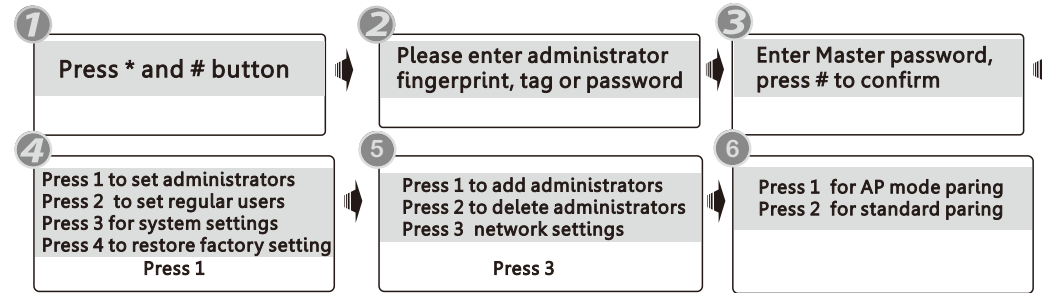 1
Press * and # button
2
Please enter administrator
fingerprint, tag or password
3
Enter Master password,
press # to confirm
4
Press 1 to set administrators
Press 2 to set regular users
Press 3 for system settings
Press 4 to restore factory setting
Press 1
5
Press 1 to add administrators
Press 2 to delete administrators
Press 3 network settings
Press 3
6
Press 1 for AP mode paring
Press 2 for standard paring